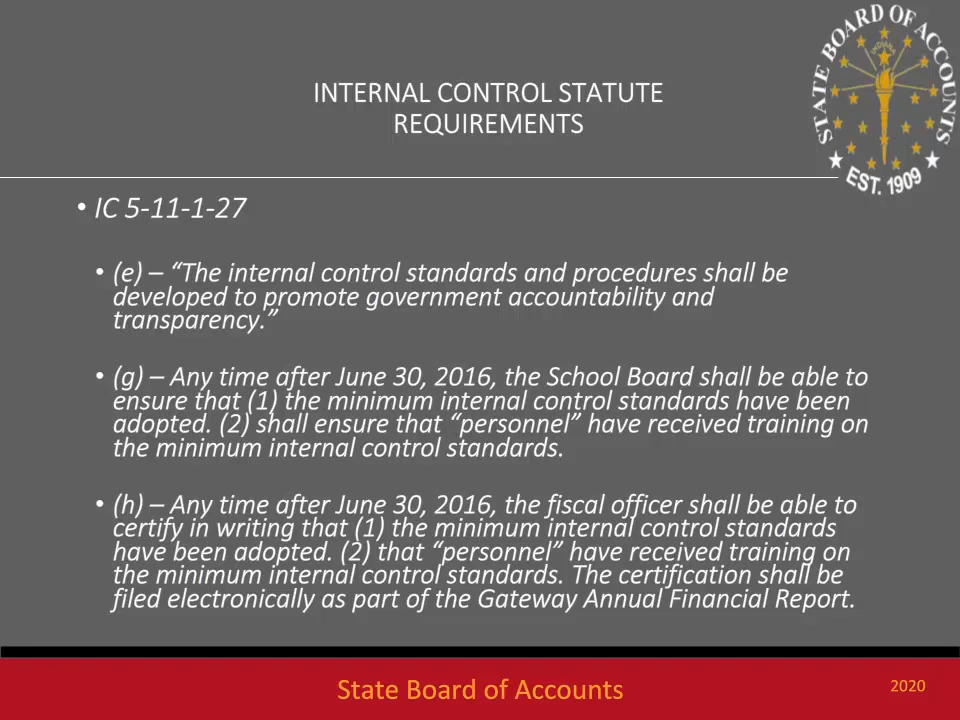 STATE BOARD OF ACCOUNTS
INDIANA
EST. 1909
INTERNAL CONTROL STATUTE
REQUIREMENTS
• IC 5-11-1-27
• (e) – “The internal control standards and procedures shall be
developed to promote government accountability and
transparency.”
• (g) – Any time after June 30, 2016, the School Board shall be able to
ensure that (1) the minimum internal control standards have been
adopted. (2) shall ensure that “personnel” have received training on
the minimum internal control standards.
• (h) – Any time after June 30, 2016, the fiscal officer shall be able to
certify in writing that (1) the minimum internal control standards
have been adopted. (2) that “personnel” have received training on
the minimum internal control standards. The certification shall be
filed electronically as part of the Gateway Annual Financial Report.
State Board of Accounts
2020